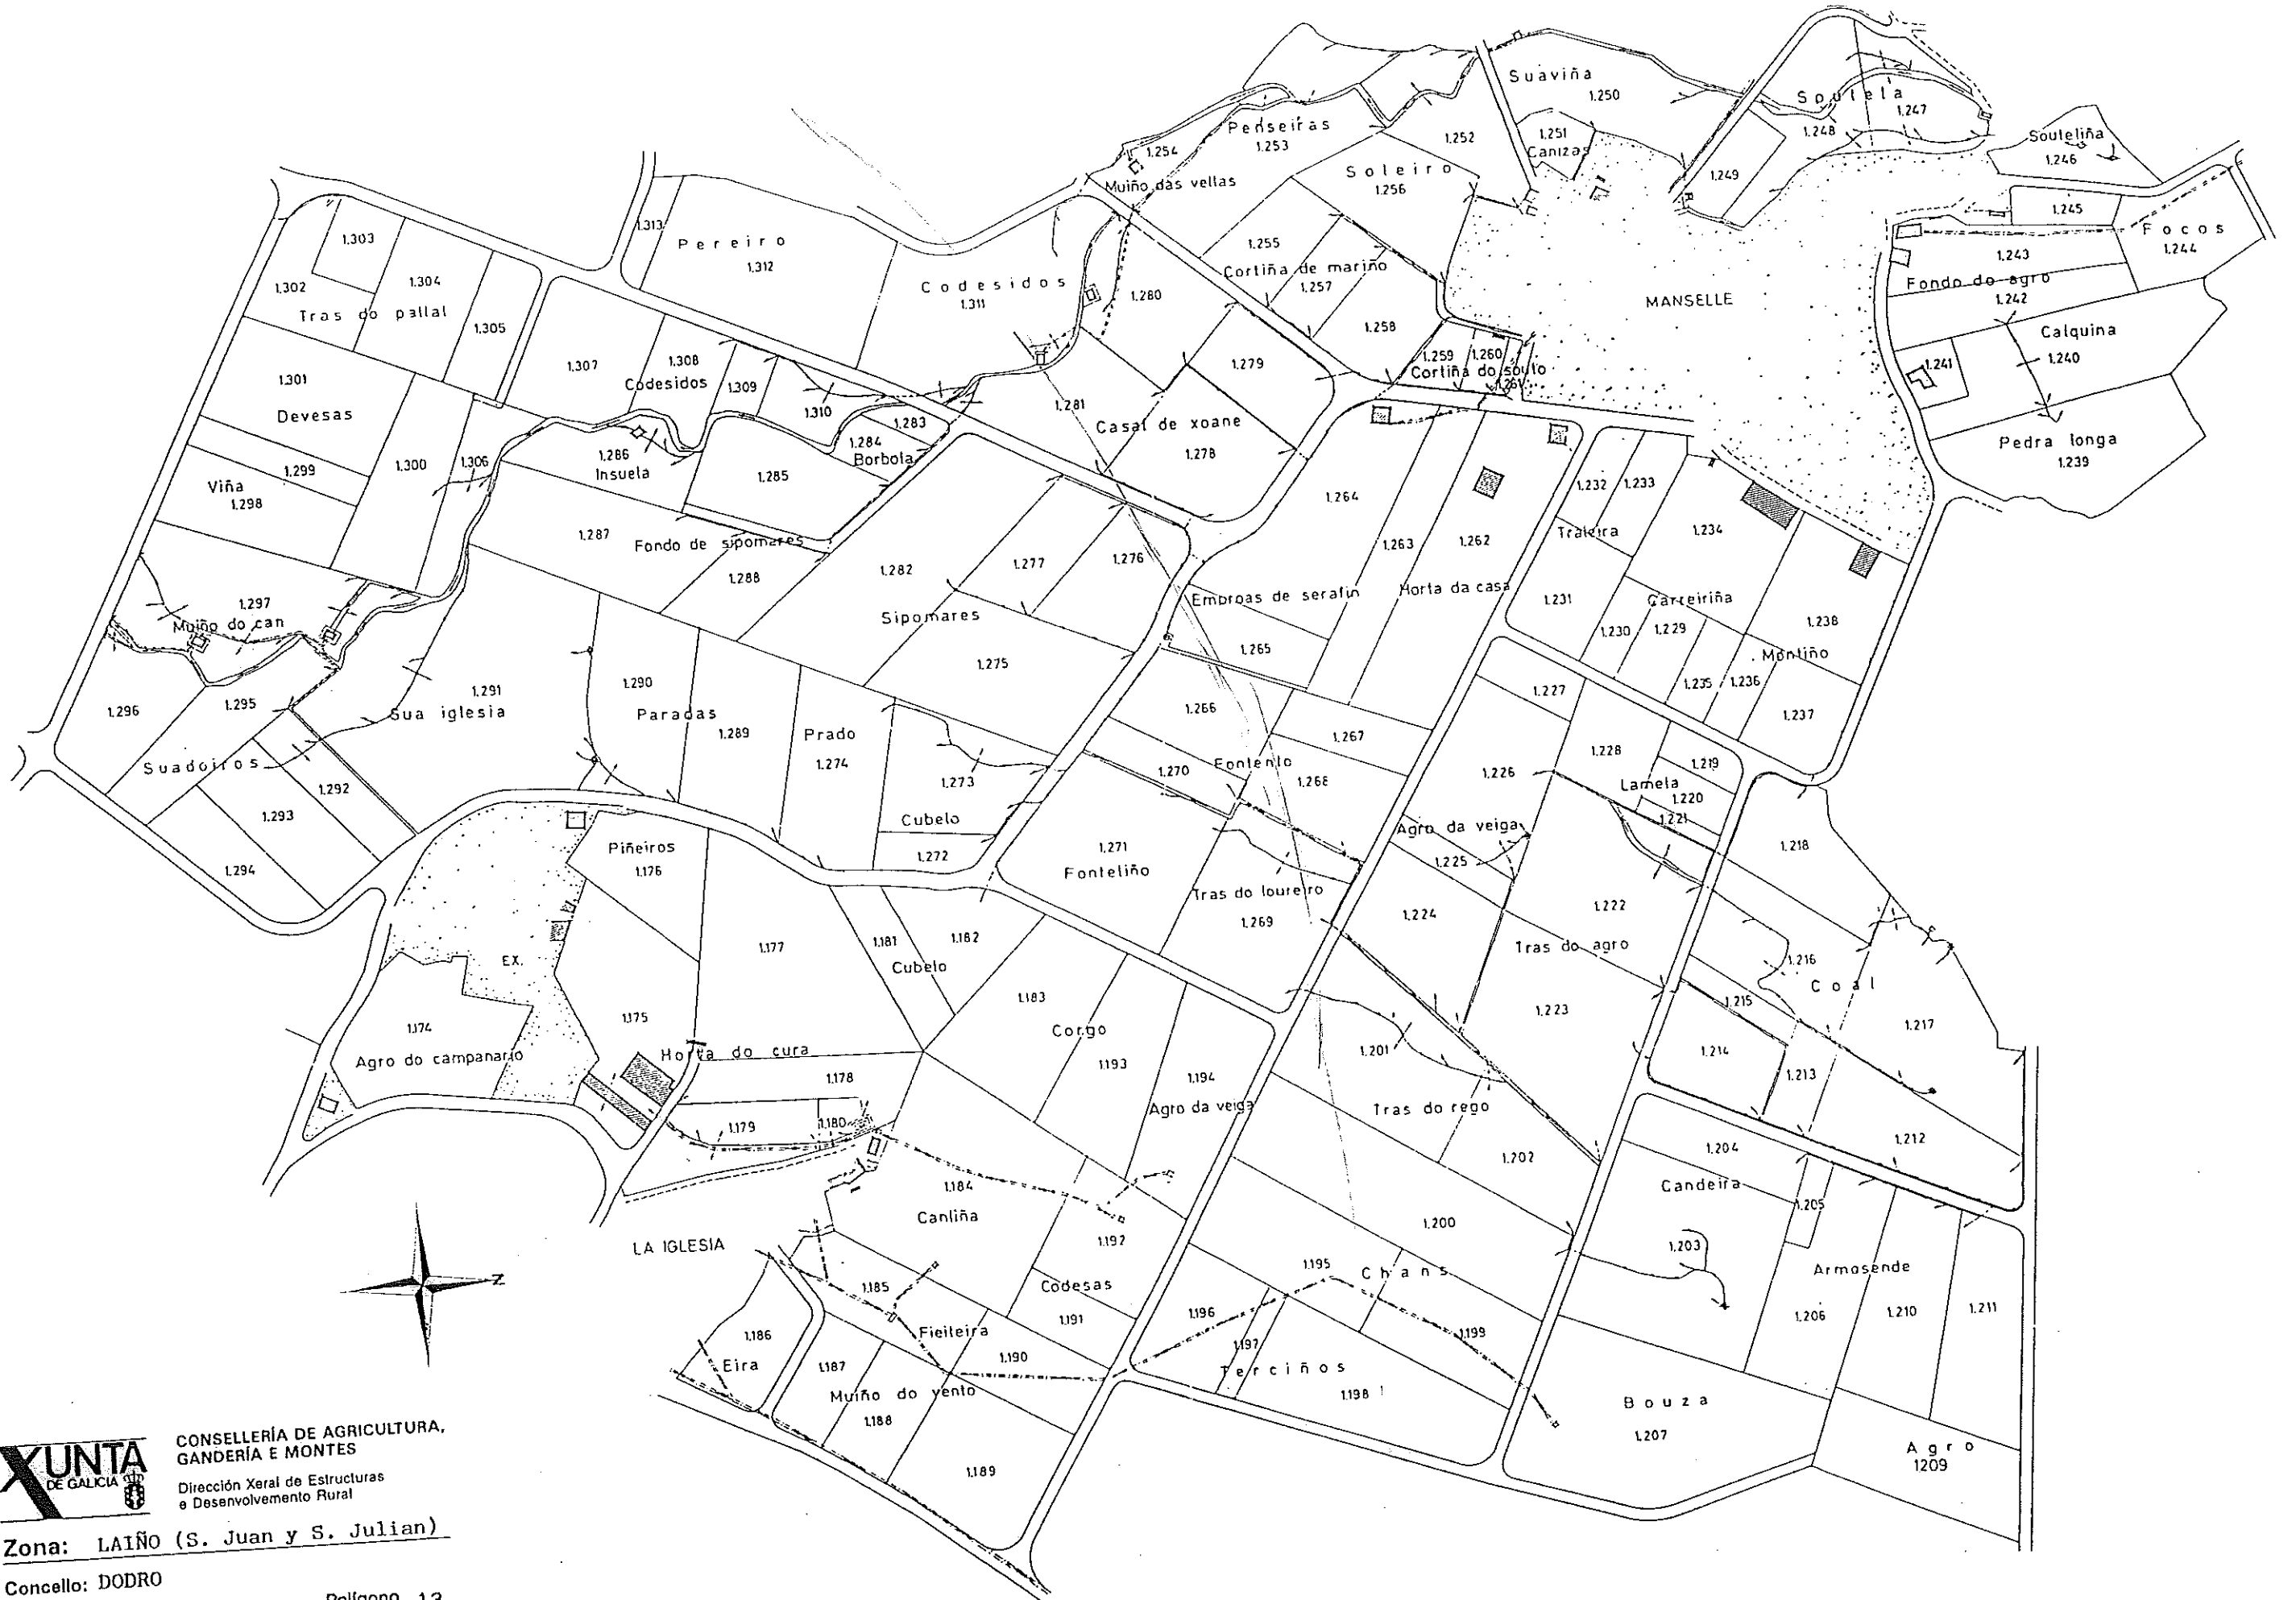 Suaviña
1.250
Soutela
1.247
1.248
1.251
Canizas
1.252
Penseiras
1.253
1.254
Souteliña
1.246
Muiño das vellas
Soleiro
1.256
1.249
1.245
Focos
1.244
1.313
Pereiro
1.312
1.303
1.302
1.304
Tras do pallal
1.305
Codesidos
1.311
1.280
1.255
Cortiña de mariño
1.257
1.258
MANSELLE
1.243
Fondo do agro
1.242
Calquina
1.240
1.241
1.259
1.260
Cortiña do souto
1.261
1.279
1.307
1.308
Codesidos
1.309
1.310
1.301
Devesas
1.283
1.284
Borbola
1.281
Casal de xoane
1.278
Pedra longa
1.239
1.299
1.300
1.306
1.286
Insuela
1.285
Viña
1.298
1.264
1.232
1.233
1.287
Fondo de sipomares
1.288
1.282
1.277
1.276
1.263
1.262
Traleira
1.234
1.297
Muiño do can
Sipomares
Embroas de serafin
Horta da casa
1.231
Carreiriña
1.230
1.229
1.238
1.275
1.265
Montiño
1.235
1.236
1.237
1.296
1.295
1.291
Sua iglesia
1.290
Paradas
1.289
Prado
1.274
1.266
1.267
1.227
1.228
1.219
Lamela
1.220
1.221
Suadoiros
1.292
1.293
1.294
1.273
Cubelo
1.272
1.270
Fontenlo
1.268
1.226
Agro da veiga
1.225
1.218
Piñeiros
1.176
1.271
Fonteliño
Tras do loureiro
1.269
1.224
1.222
Tras do agro
1.177
1.181
1.182
Cubelo
EX.
1.216
Coal
1.215
1.217
1.174
Agro do campanario
1.175
Horta do cura
1.178
1.183
Corgo
1.193
1.194
Agro da veiga
1.201
1.223
1.214
1.213
1.179
1.180
Tras do rego
1.202
1.204
1.212
1.184
Canliña
Candeira
1.205
LA IGLESIA
1.192
1.200
1.203
1.195
Chans
Armosende
1.185
Codesas
1.191
1.196
1.206
1.210
1.211
1.186
Eira
1.187
Fieiteira
1.190
1.197
1.199
Terciños
1.198
Muiño do vento
1.188
Bouza
1.207
1.189
Agro
1209
Z
XUNTA
DE GALICIA
CONSELLERÍA DE AGRICULTURA,
GANDERÍA E MONTES
Dirección Xeral de Estructuras
e Desenvolvemento Rural
Zona: LAIÑO (S. Juan y S. Julian)
Concello: DODRO
Polígono 13